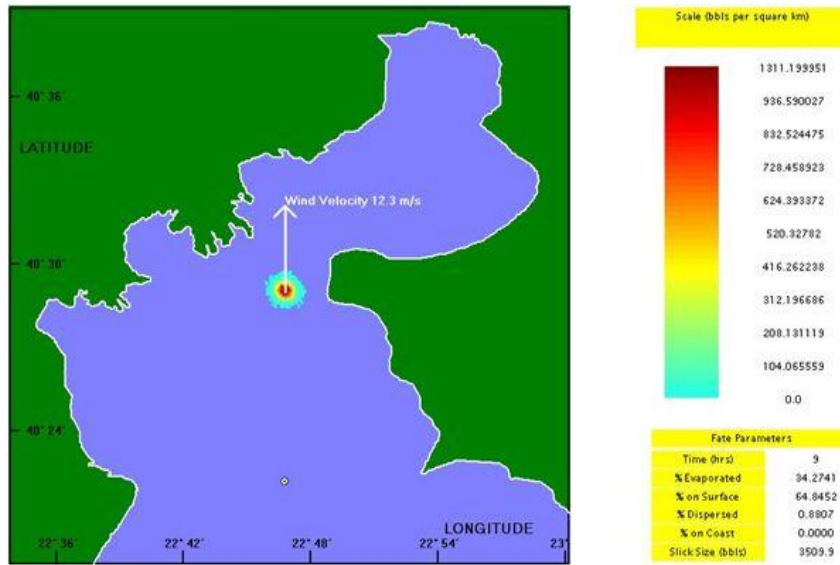 Scale (bbls per square km)
40° 36'
LATITUDE
Wind Velocity 12.3 m/s
40° 30'
40° 24'
LONGITUDE
22° 36' 22° 42' 22° 48' 22° 54' 23°
1311.199951
936.590027
832.524475
728.458923
624.393372
520.32782
416.262238
312.196686
208.131119
104.065559
0.0
Fate Parameters
Time (hrs) 9
% Evaporated 34.2741
% on Surface 64.8452
% Dispersed 0.8807
% on Coast 0.0000
Slick Size (bbls) 3509.9